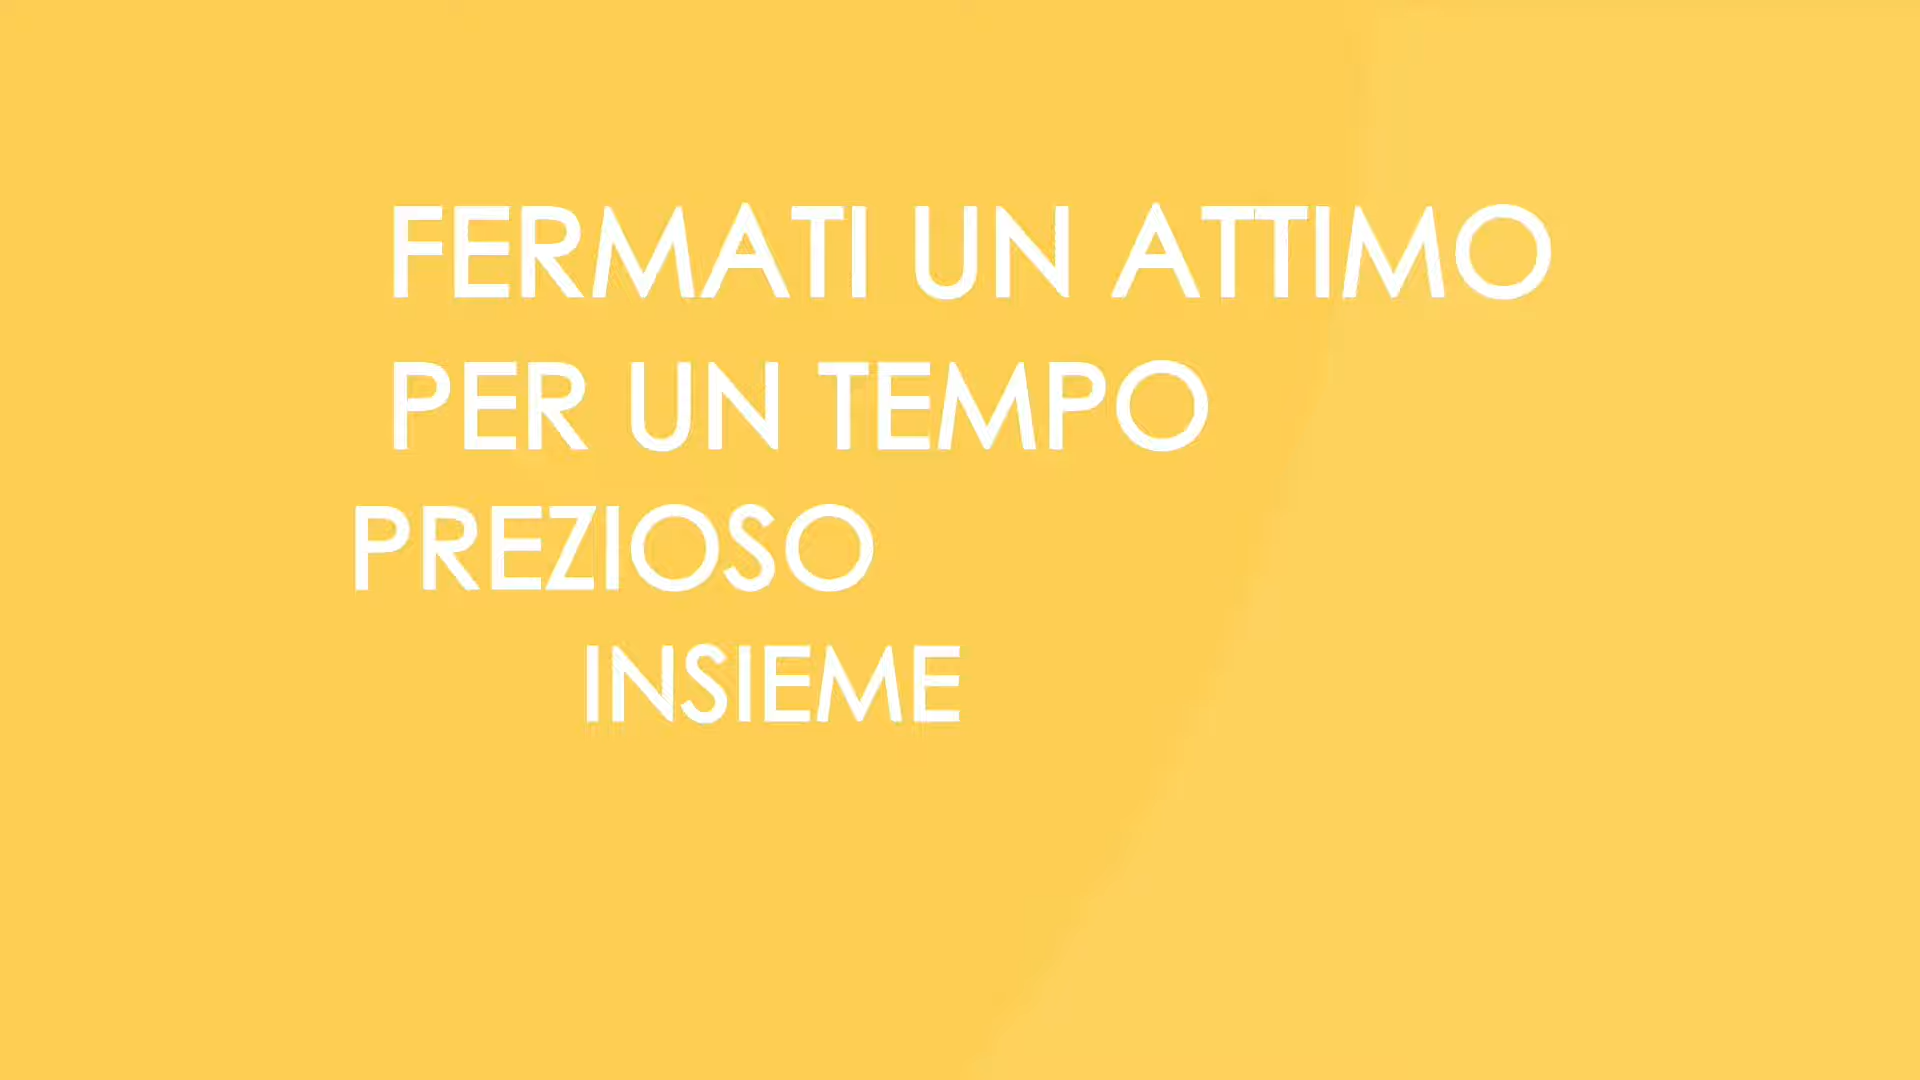 FERMATI UN ATTIMO
PER UN TEMPO
PREZIOSO
INSIEME